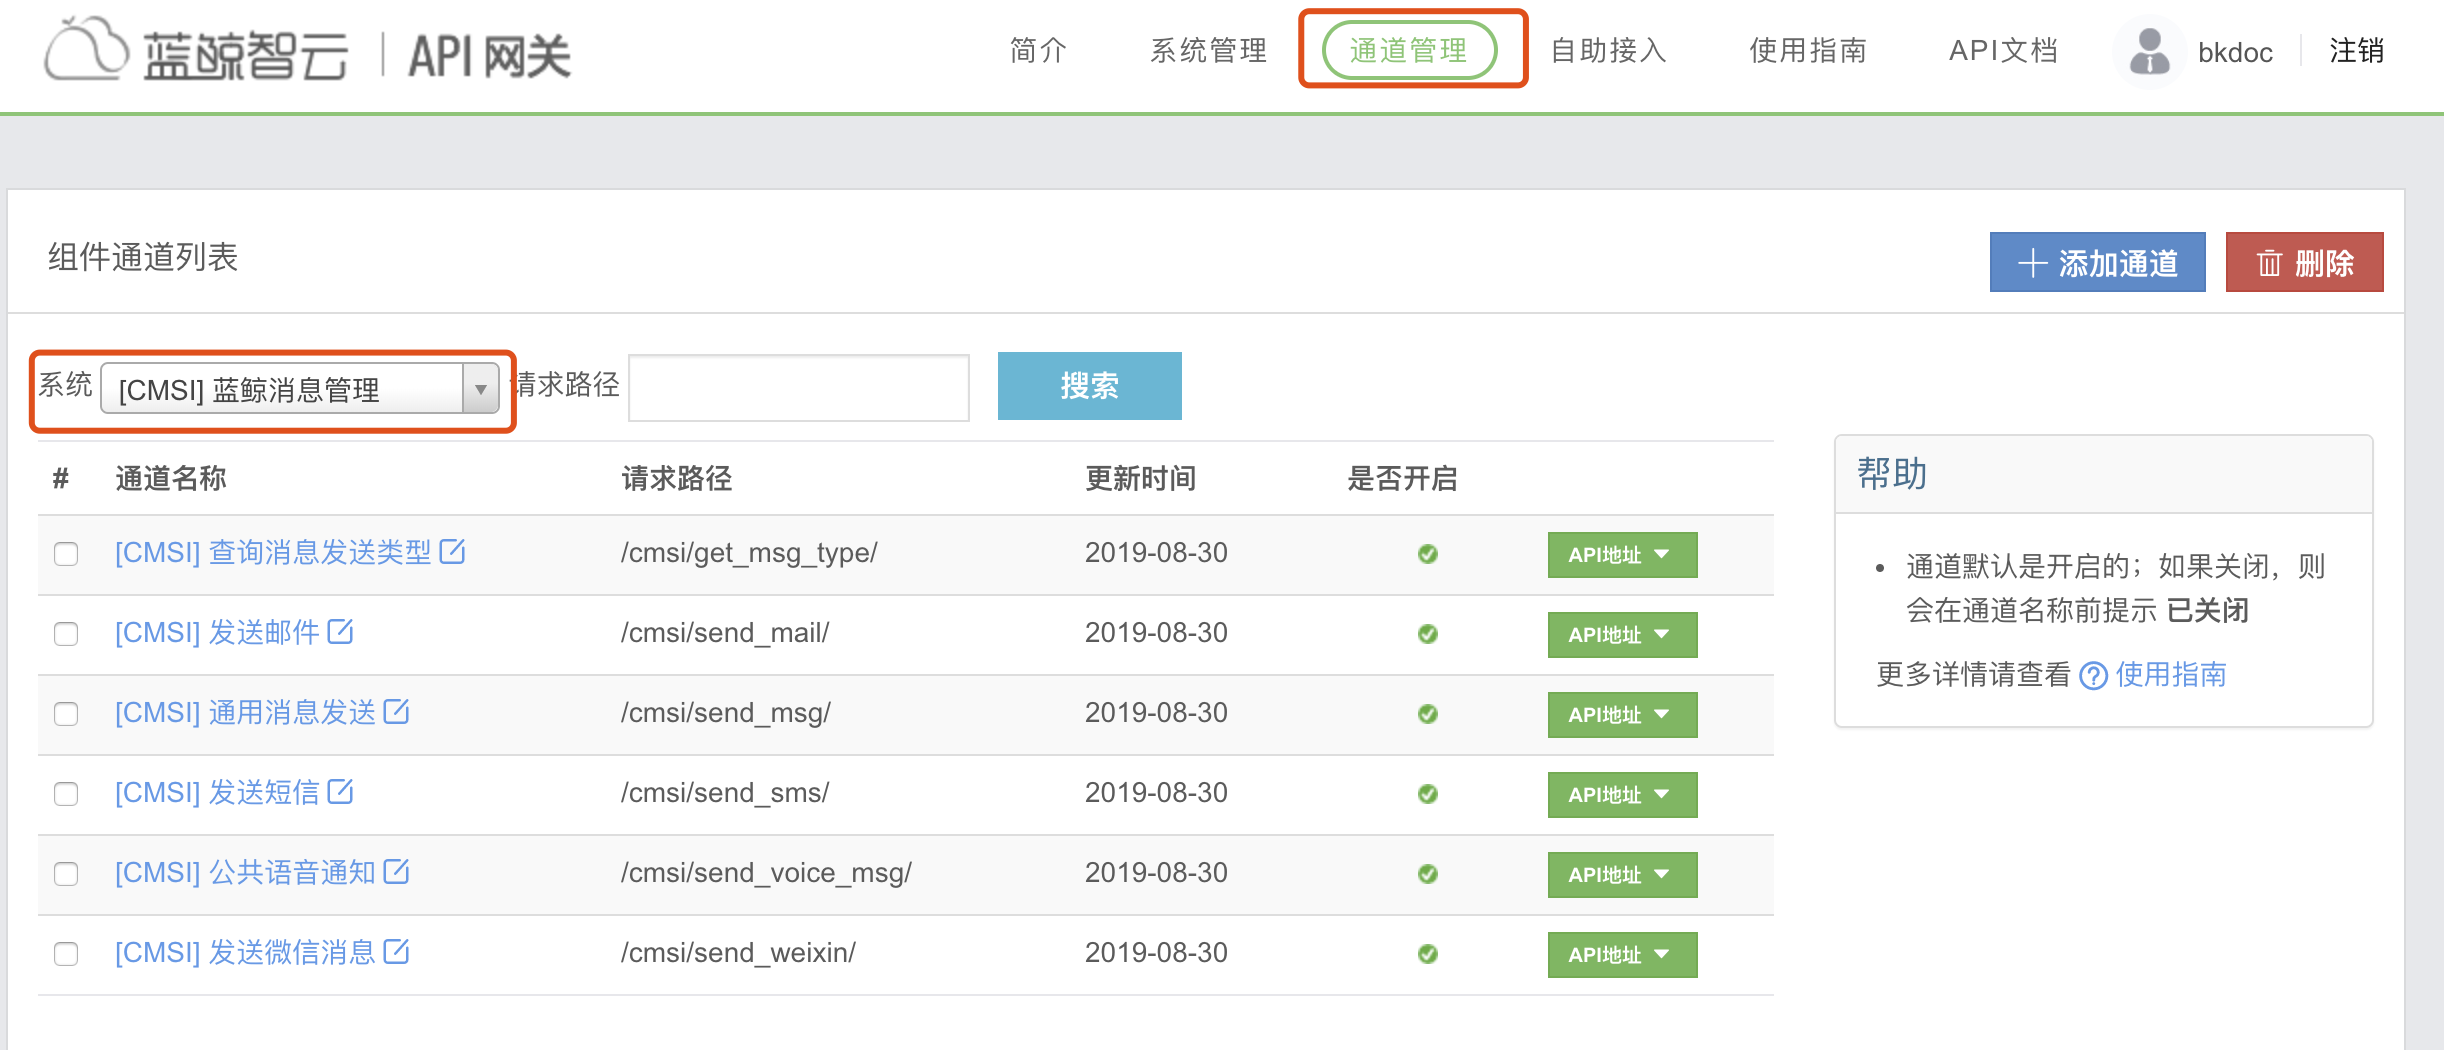 蓝鲸智云 | API 网关
简介 系统管理 通道管理 自助接入 使用指南 API文档 bkdoc 注销
组件通道列表
添加通道 删除
系统 [CMSI] 蓝鲸消息管理 请求路径 搜索
# 通道名称 请求路径 更新时间 是否开启
[CMSI] 查询消息发送类型 /cmsi/get_msg_type/ 2019-08-30 API地址
[CMSI] 发送邮件 /cmsi/send_mail/ 2019-08-30 API地址
[CMSI] 通用消息发送 /cmsi/send_msg/ 2019-08-30 API地址
[CMSI] 发送短信 /cmsi/send_sms/ 2019-08-30 API地址
[CMSI] 公共语音通知 /cmsi/send_voice_msg/ 2019-08-30 API地址
[CMSI] 发送微信消息 /cmsi/send_weixin/ 2019-08-30 API地址
帮助
• 通道默认是开启的；如果关闭，则
会在通道名称前提示 已关闭
更多详情请查看 使用指南